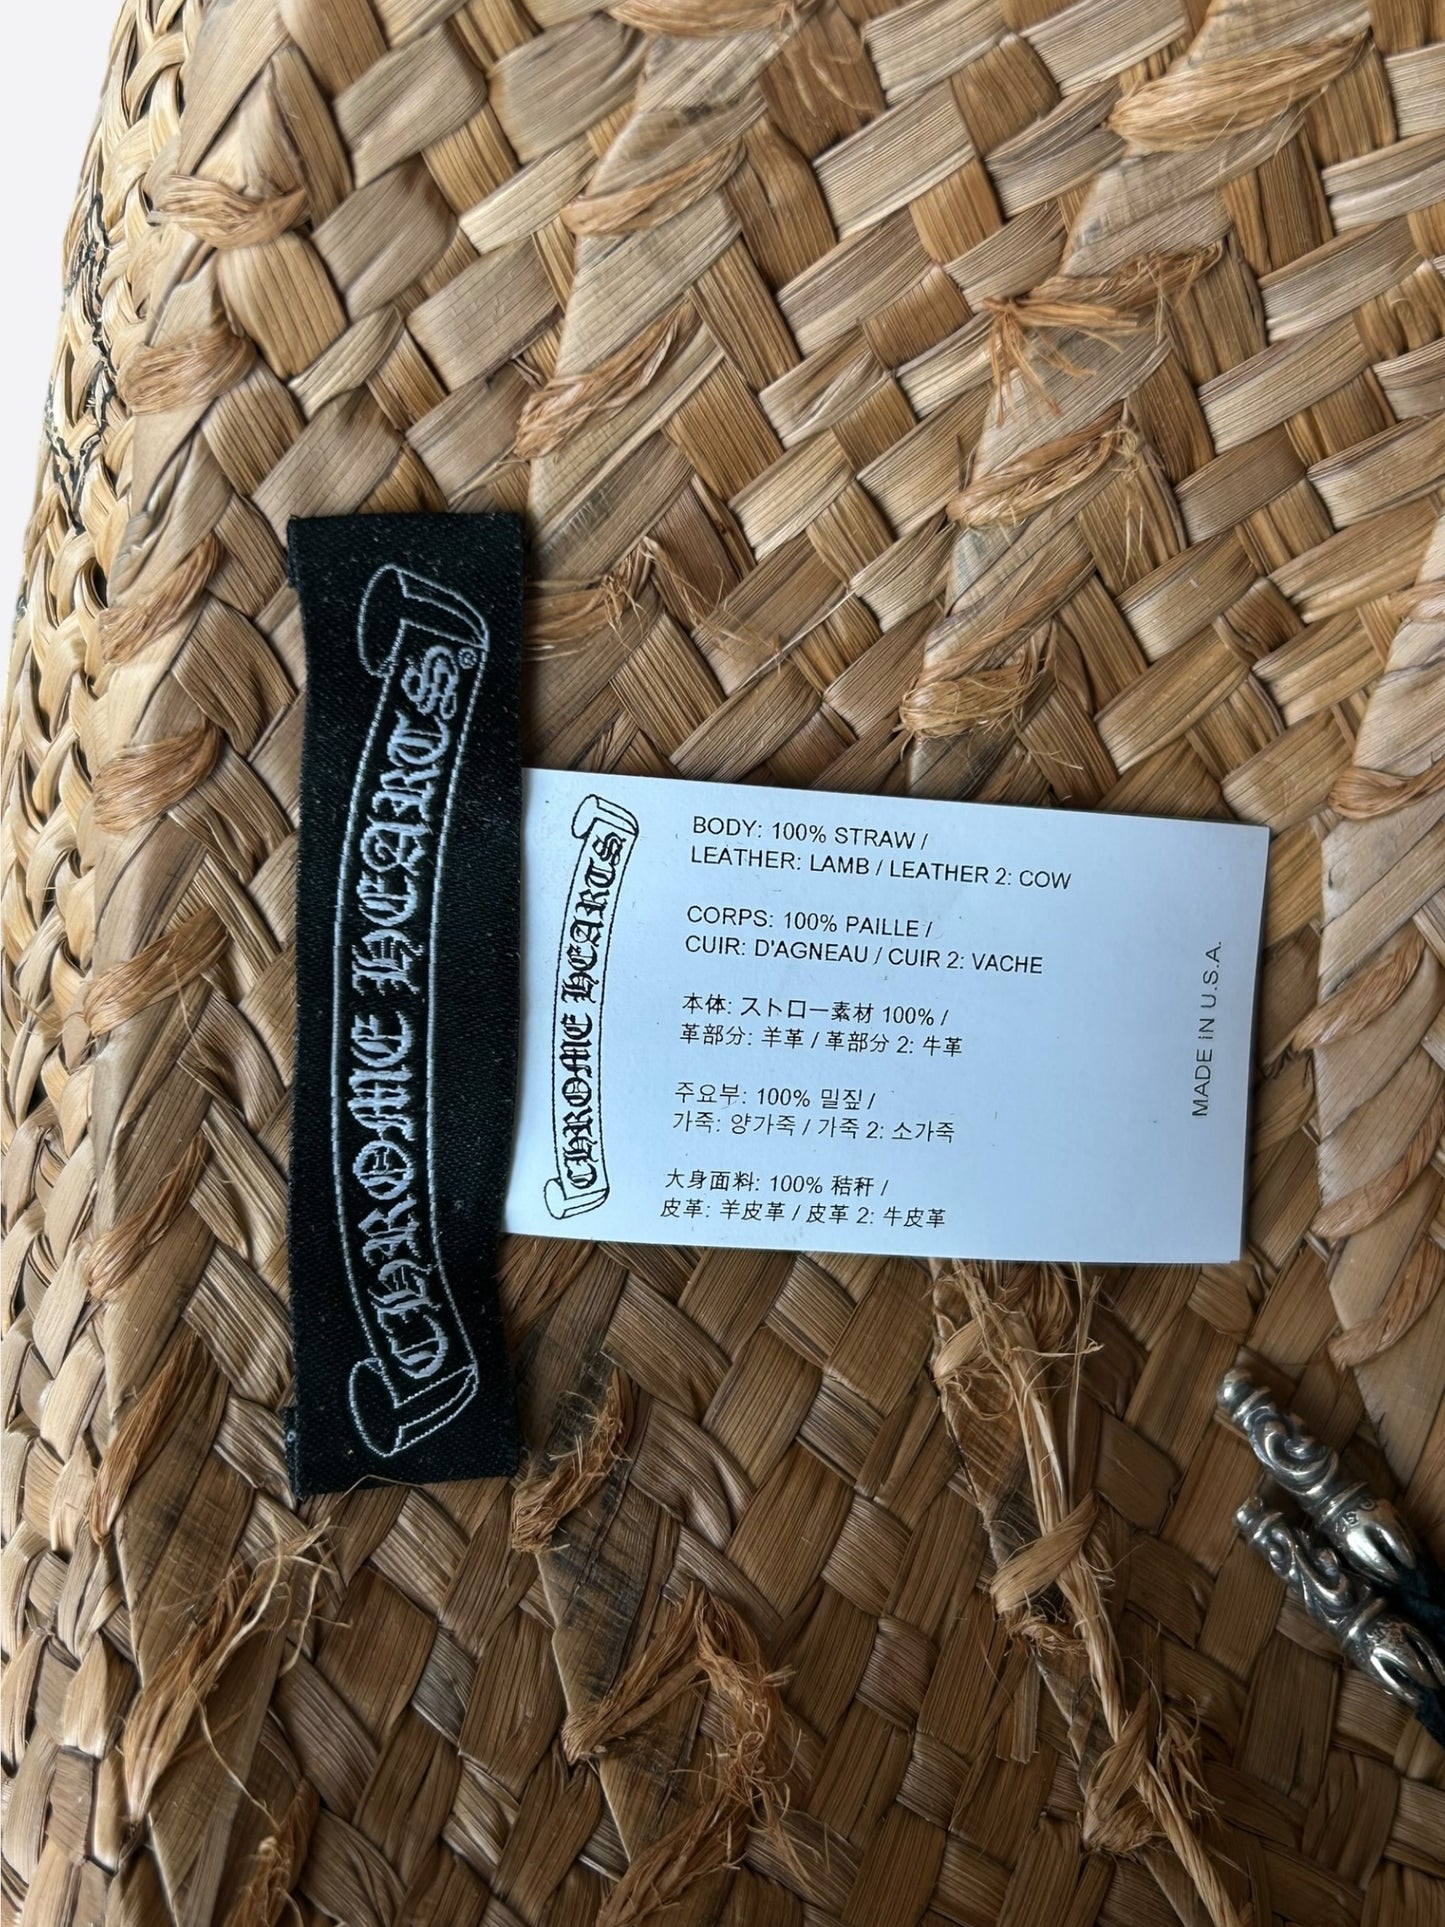 CHROME HEARTS®
CHROME HEARTS
BODY: 100% STRAW /
LEATHER: LAMB / LEATHER 2: COW
CORPS: 100% PAILLE /
CUIR: D'AGNEAU / CUIR 2: VACHE
本体: ストロー素材 100% /
革部分: 羊革 / 革部分 2: 牛革
주요부: 100% 밀짚 /
가죽: 양가죽 / 가죽 2: 소가죽
大身面料: 100% 秸秆 /
皮革: 羊皮革 / 皮革 2: 牛皮革
MADE IN U.S.A.